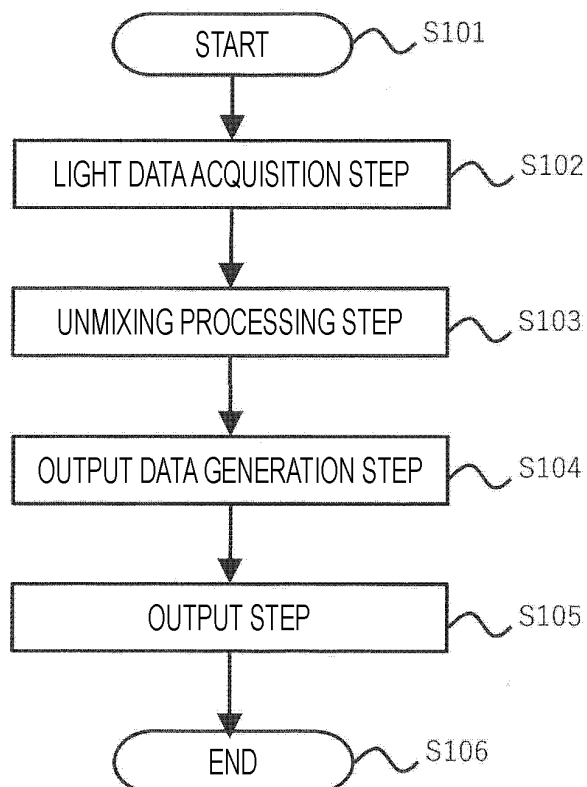 START
S101
LIGHT DATA ACQUISITION STEP
S102
UNMIXING PROCESSING STEP
S103
OUTPUT DATA GENERATION STEP
S104
OUTPUT STEP
S105
END
S106